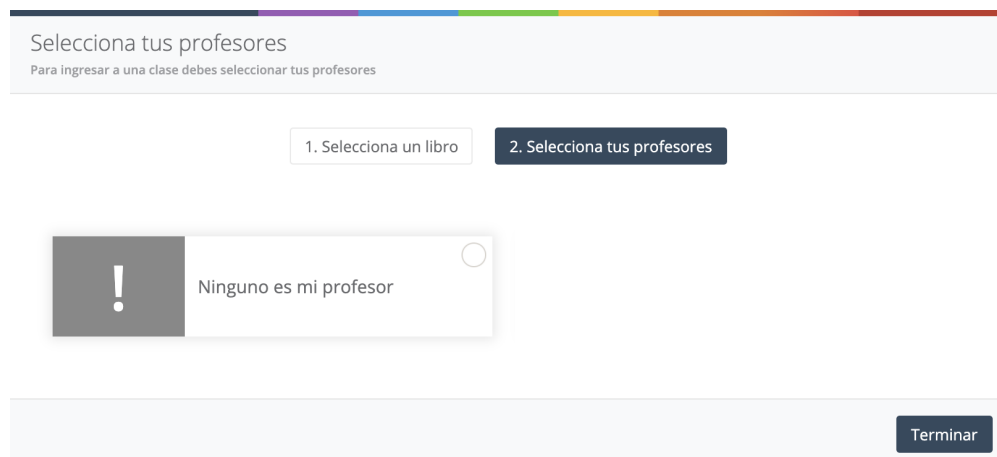 Selecciona tus profesores
Para ingresar a una clase debes seleccionar tus profesores
1. Selecciona un libro
2. Selecciona tus profesores
!
Ninguno es mi profesor
Terminar